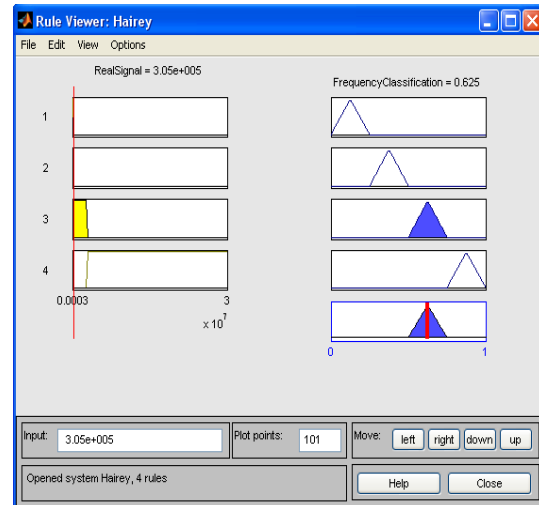 Rule Viewer: Hairey
File Edit View Options
RealSignal = 3.05e+005
FrequencyClassification = 0.625
1
2
3
4
0.0003 3
x 10^7
0 1
Input: 3.05e+005 Plot points: 101 Move: left right down up
Opened system Hairey, 4 rules Help Close